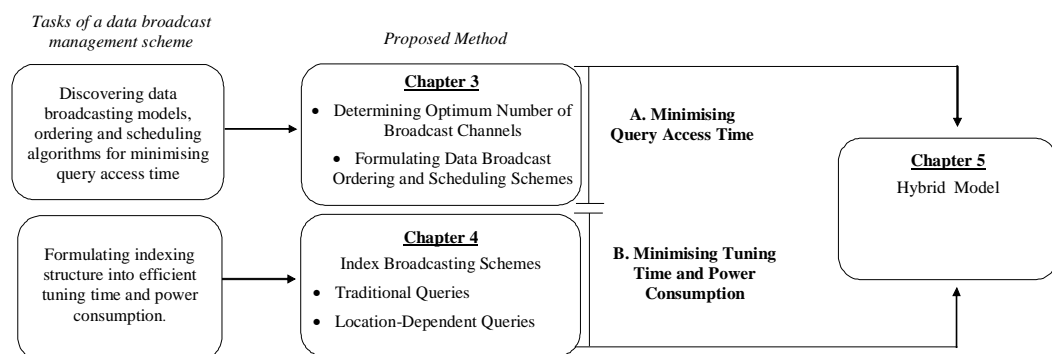 Tasks of a data broadcast
management scheme
Proposed Method
Discovering data
broadcasting models,
ordering and scheduling
algorithms for minimising
query access time
Chapter 3
• Determining Optimum Number of
Broadcast Channels
• Formulating Data Broadcast
Ordering and Scheduling Schemes
A. Minimising
Query Access Time
Chapter 5
Hybrid Model
Formulating indexing
structure into efficient
tuning time and power
consumption.
Chapter 4
Index Broadcasting Schemes
• Traditional Queries
• Location-Dependent Queries
B. Minimising Tuning
Time and Power
Consumption